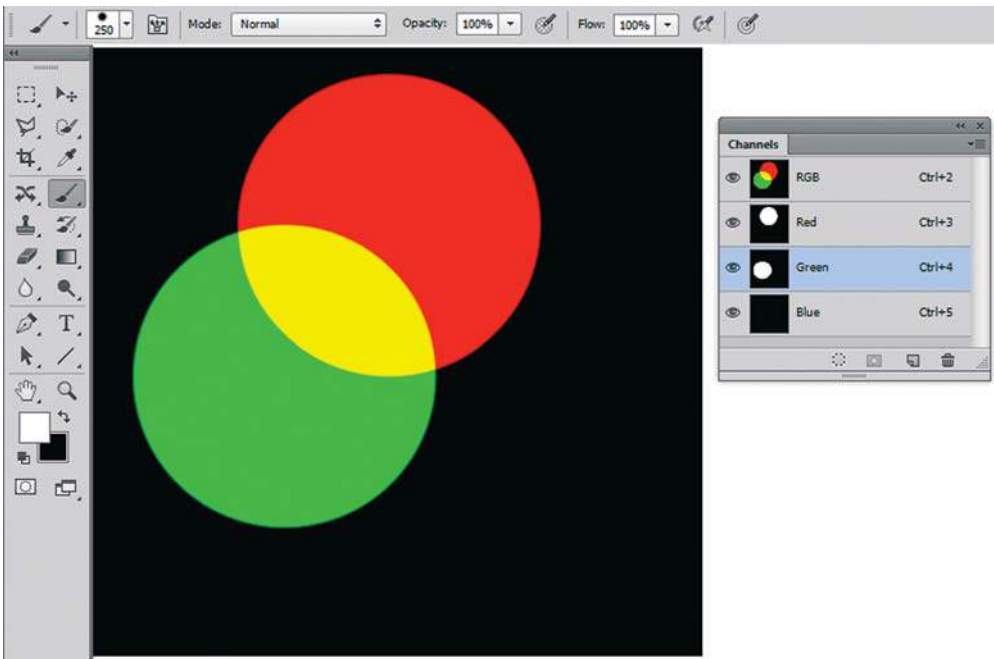 250 Mode: Normal Opacity: 100% Flow: 100%
Channels
RGB Ctrl+2
Red Ctrl+3
Green Ctrl+4
Blue Ctrl+5
T